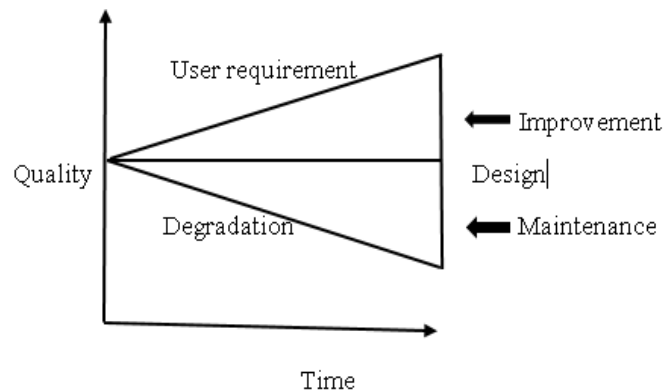 User requirement
Improvement
Quality
Design
Degradation
Maintenance
Time